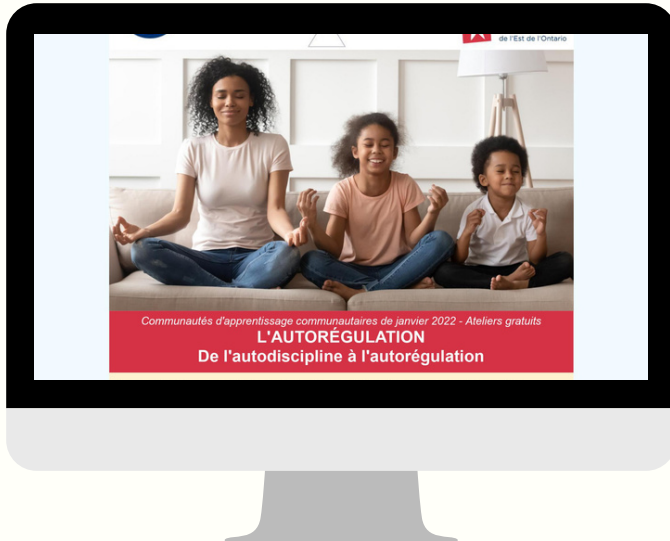 de l'Est de l'Ontario
Communautés d'apprentissage communautaires de janvier 2022 - Ateliers gratuits
L'AUTORÉGULATION
De l'autodiscipline à l'autorégulation